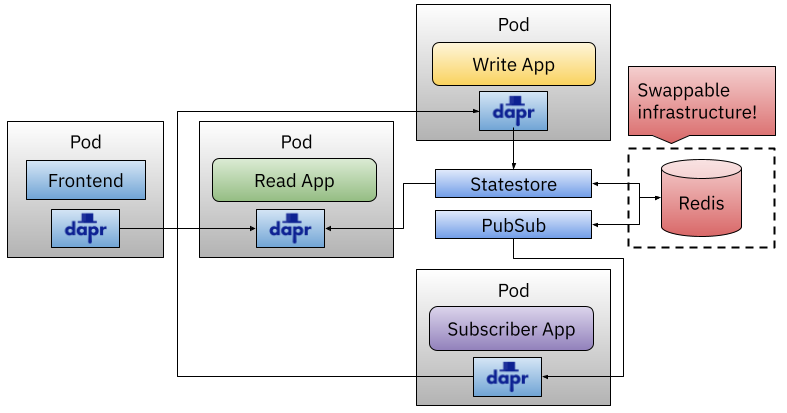 Pod
Write App
dapr
Swappable
infrastructure!
Pod
Frontend
dapr
Pod
Read App
dapr
Statestore
PubSub
Redis
Pod
Subscriber App
dapr